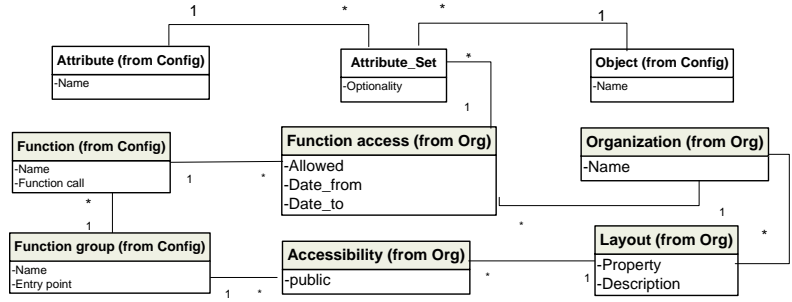 1 * * 1
Attribute (from Config)
-Name
Attribute_Set
-Optionality
*
1
Object (from Config)
-Name
Function (from Config)
-Name
-Function call
1 *
Function access (from Org)
-Allowed
-Date_from
-Date_to
Organization (from Org)
-Name
*
1
*
1
*
Function group (from Config)
-Name
-Entry point
1 *
Accessibility (from Org)
-public
* 1
Layout (from Org)
-Property
-Description